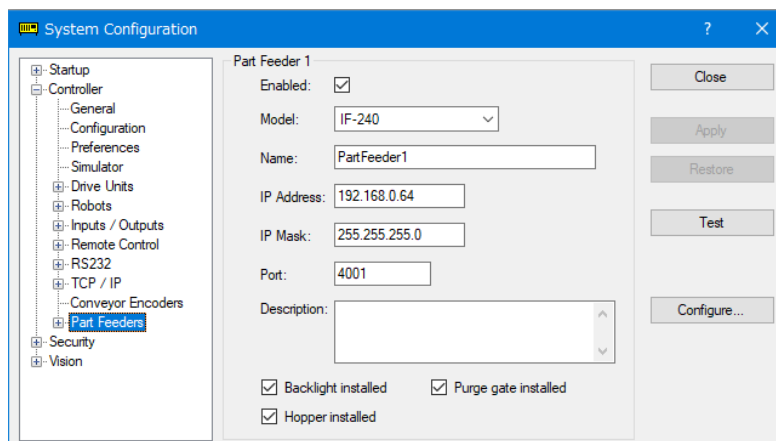 System Configuration
Startup
Controller
General
Configuration
Preferences
Simulator
Drive Units
Robots
Inputs / Outputs
Remote Control
RS232
TCP / IP
Conveyor Encoders
Part Feeders
Security
Vision
Part Feeder 1
Enabled:
Model: IF-240
Name: PartFeeder1
IP Address: 192.168.0.64
IP Mask: 255.255.255.0
Port: 4001
Description:
Backlight installed Purge gate installed
Hopper installed
Close
Apply
Restore
Test
Configure...